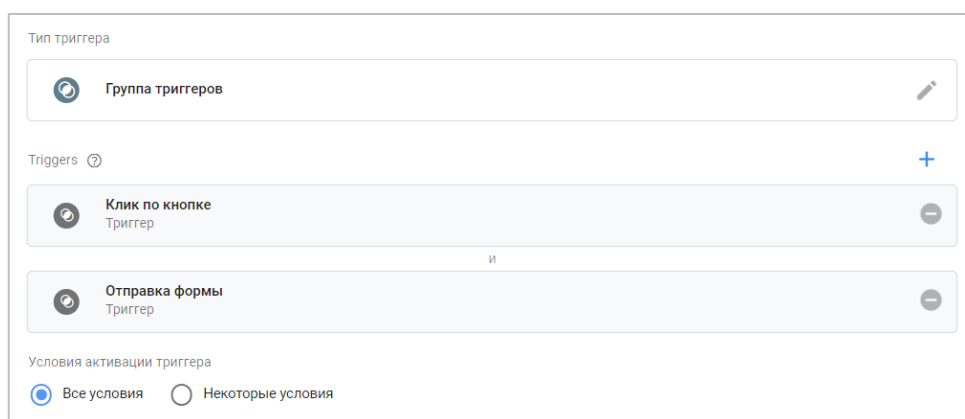 Тип триггера
Группа триггеров
Triggers ?
Клик по кнопке
Триггер
и
Отправка формы
Триггер
Условия активации триггера
Все условия Некоторые условия